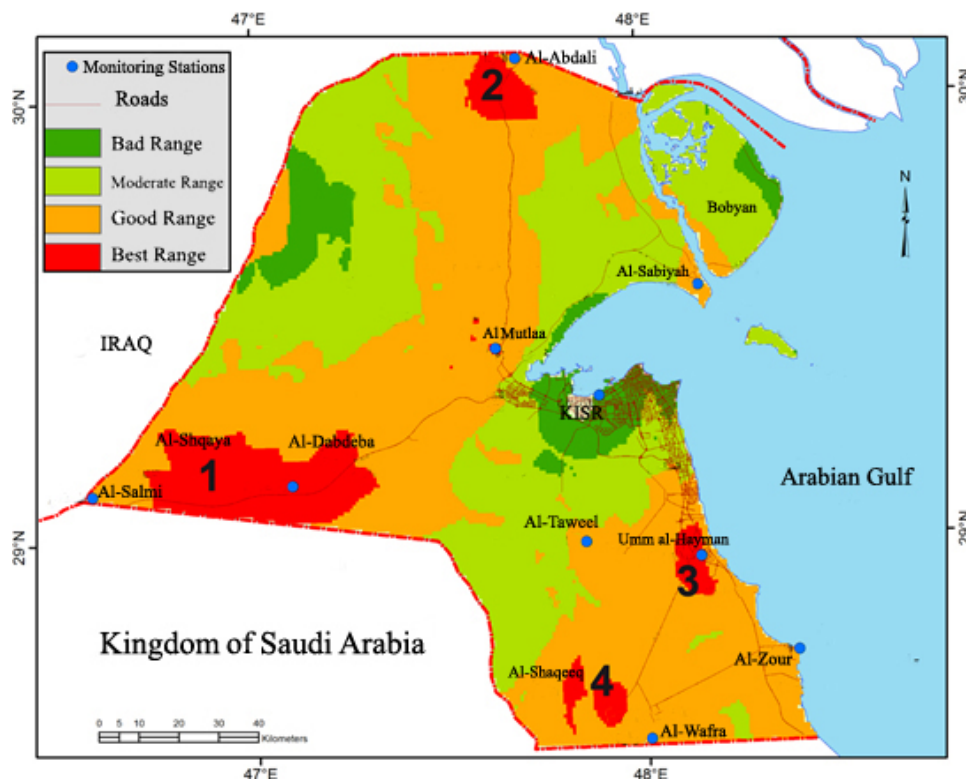 47°E 48°E
Monitoring Stations
Roads
Bad Range
Moderate Range
Good Range
Best Range
30°N
30°N
Al-Abdali
2
N
Bobyan
Al-Sabiyah
IRAQ
Al Mutlaa
KISR
Al-Shqaya
Al-Dabdeba
1
Al-Salmi
Arabian Gulf
Al-Taweel
Umm al-Hayman
29°N
29°N
3
Kingdom of Saudi Arabia
Al-Zour
Al-Shaqeeq
4
Al-Wafra
0 5 10 20 30 40
Kilometers
47°E 48°E